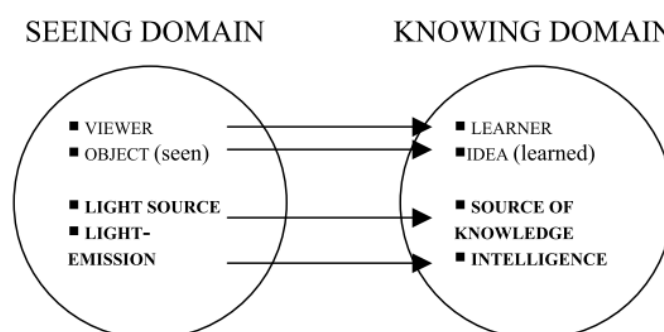 SEEING DOMAIN
KNOWING DOMAIN
▪ VIEWER
▪ OBJECT (seen)
▪ LIGHT SOURCE
▪ LIGHT-
EMISSION
▪ LEARNER
▪IDEA (learned)
▪ SOURCE OF
KNOWLEDGE
▪ INTELLIGENCE